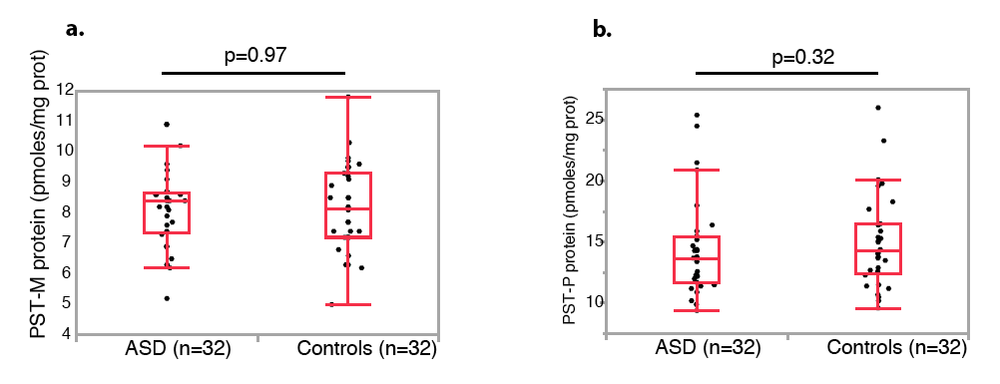 a.
p=0.97
PST-M protein (pmoles/mg prot)
12
11
10
9
8
7
6
5
4
ASD (n=32)
Controls (n=32)
b.
p=0.32
PST-P protein (pmoles/mg prot)
25
20
15
10
ASD (n=32)
Controls (n=32)